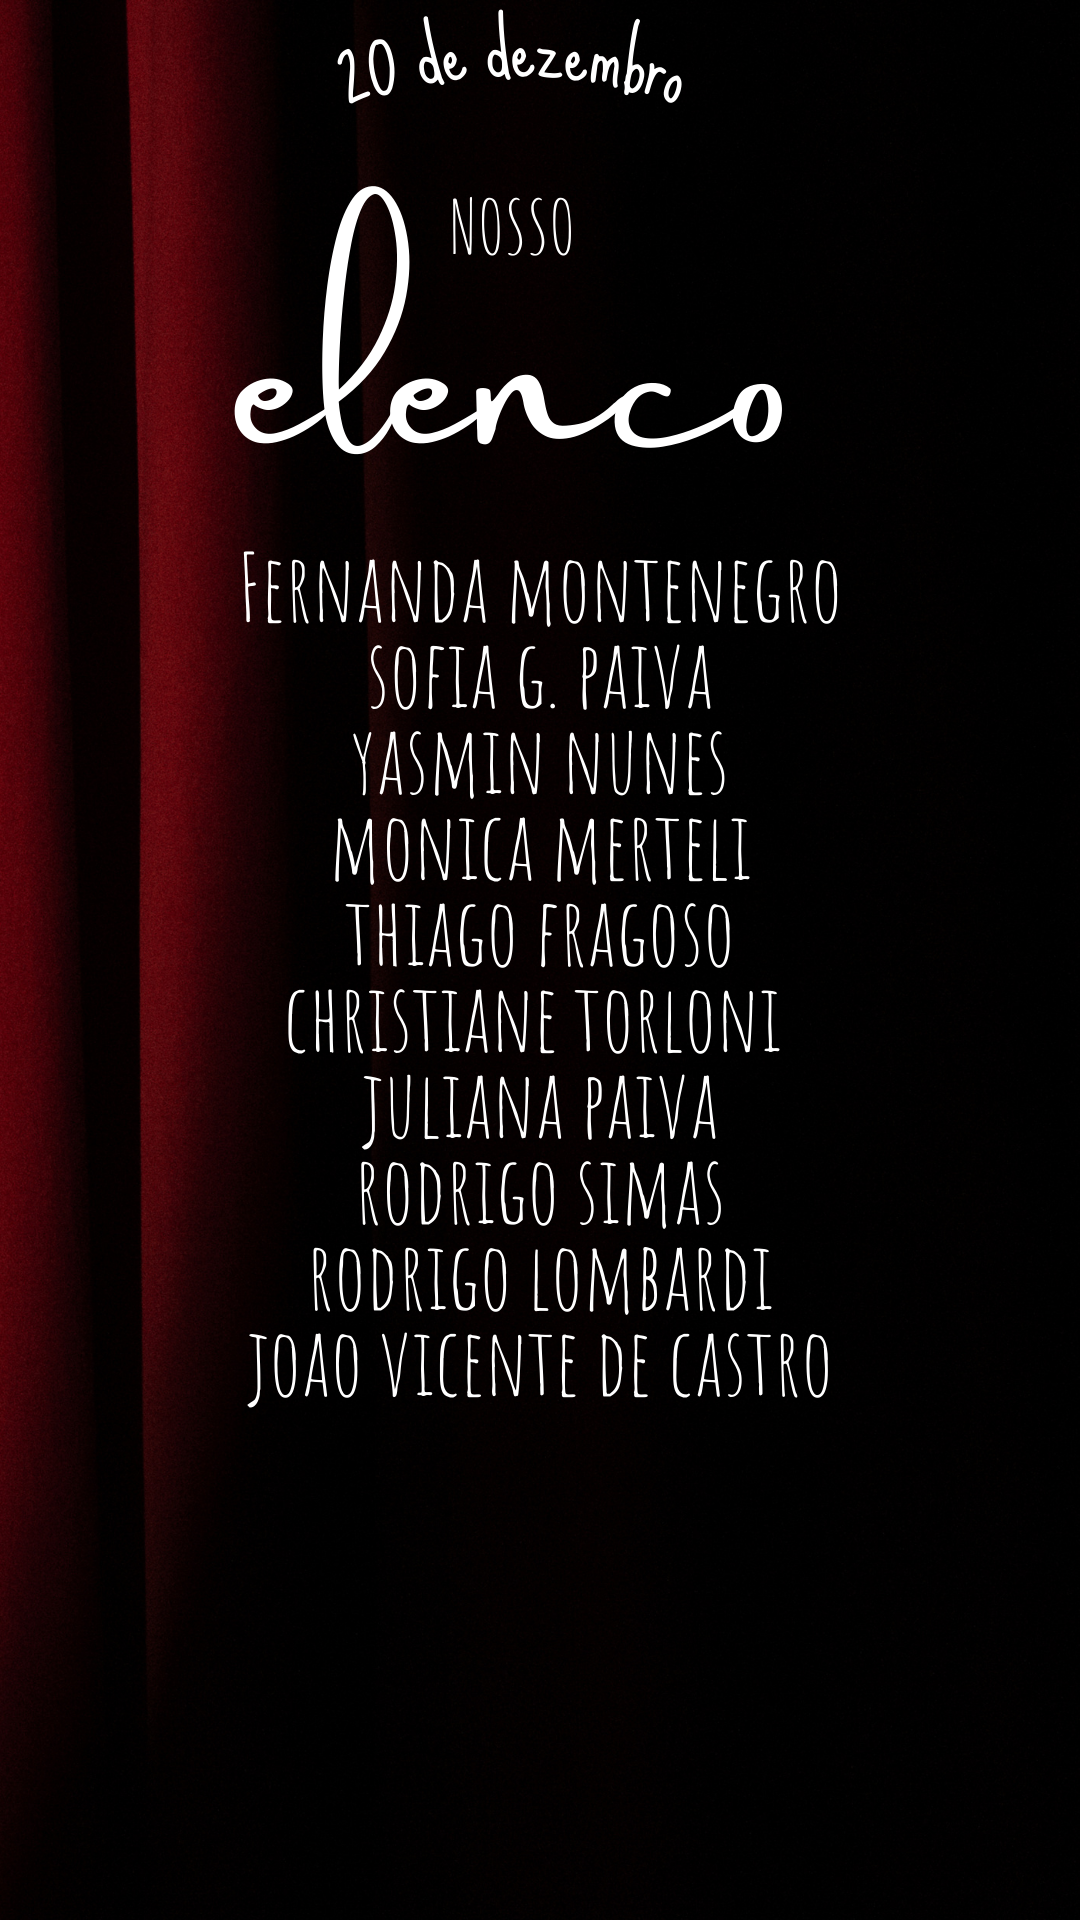 20 de dezembro
NOSSO
elenco
FERNANDA MONTENEGRO
SOFIA G. PAIVA
YASMIN NUNES
MONICA MERTELI
THIAGO FRAGOSO
CHRISTIANE TORLONI
JULIANA PAIVA
RODRIGO SIMAS
RODRIGO LOMBARDI
JOAO VICENTE DE CASTRO